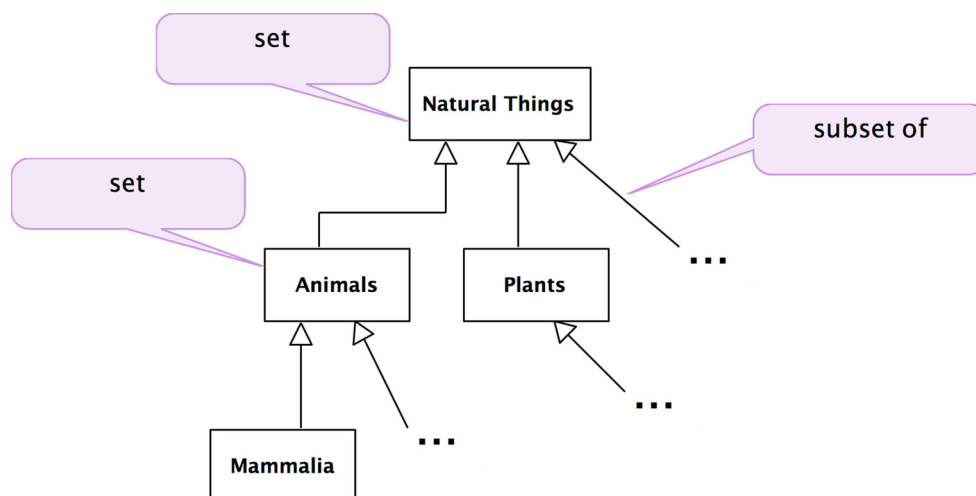 set
Natural Things
subset of
set
Animals
Plants
...
...
...
Mammalia